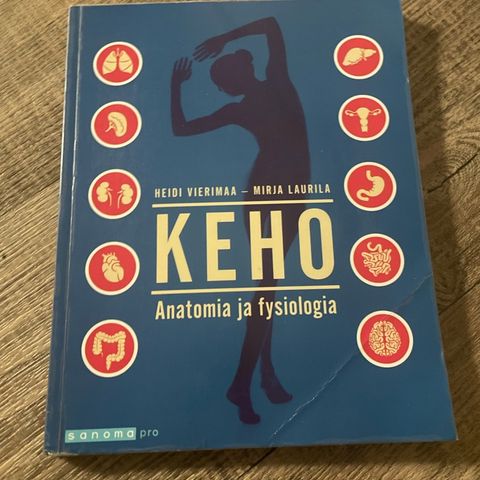 HEIDI VIERIMAA – MIRJA LAURILA
KEHO
Anatomia ja fysiologia
sanoma pro